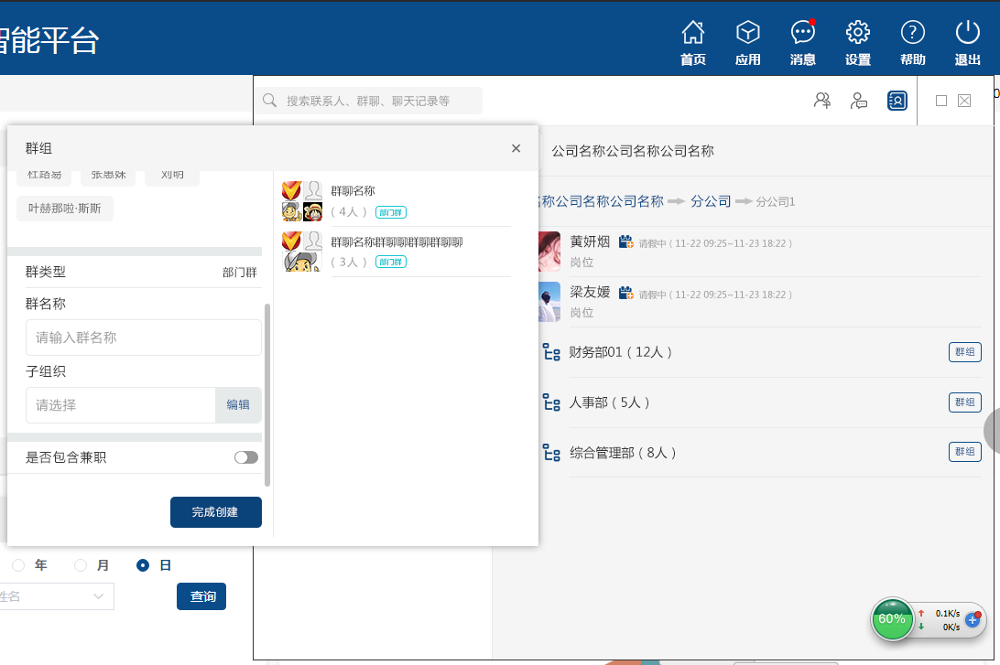 智能平台
首页 应用 消息 设置 帮助 退出
搜索联系人、群聊、聊天记录等
群组
公司名称公司名称公司名称
杜路易 张惠妹 刘明
叶赫那啦·斯斯
群聊名称
(4人) 部门群
群聊名称群聊聊群聊群聊聊
(3人) 部门群
名称公司名称公司名称 分公司 分公司1
黄妍烟 请假中(11-22 09:25~11-23 18:22)
岗位
梁友媛 请假中(11-22 09:25~11-23 18:22)
岗位
群类型 部门群
群名称
请输入群名称
子组织
请选择 编辑
是否包含兼职
完成创建
财务部01(12人) 群组
人事部(5人) 群组
综合管理部(8人) 群组
年 月 日
姓名 查询
60% 0.1K/s
0K/s